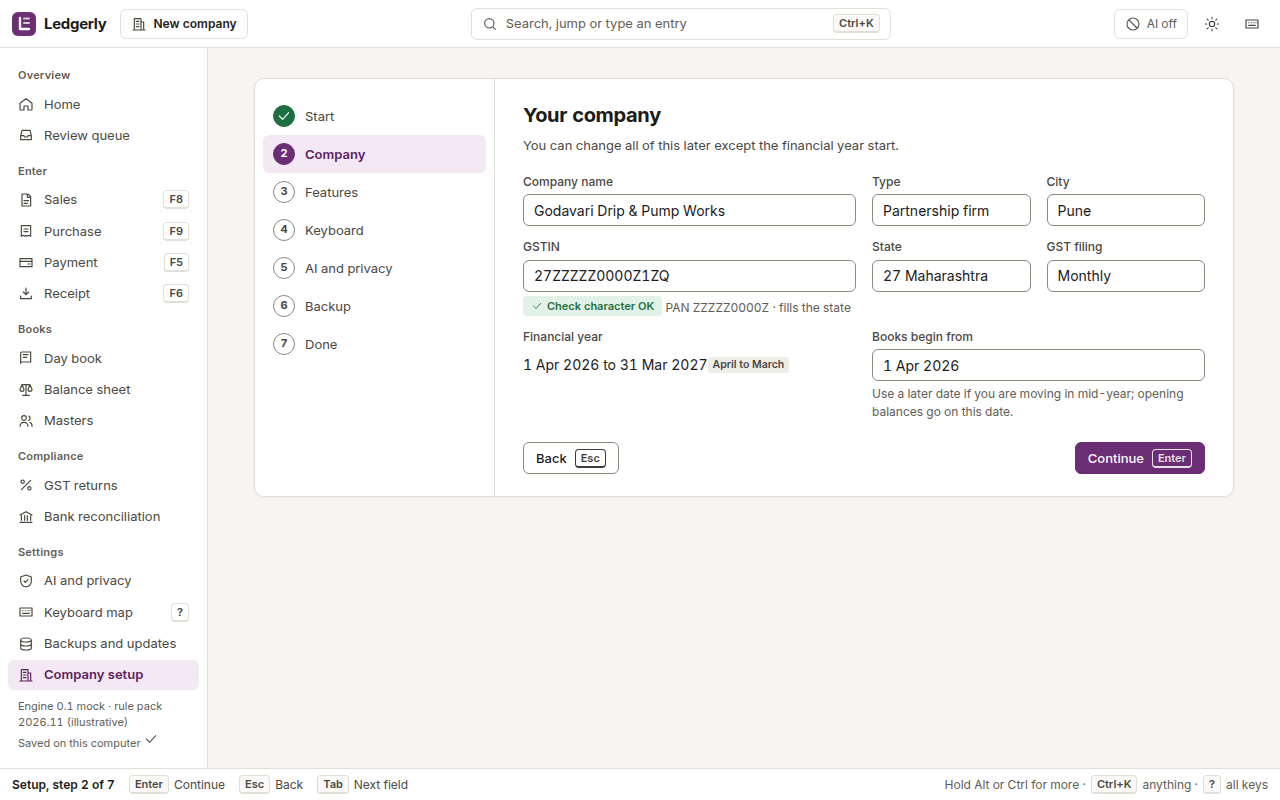 Ledgerly
New company
Search, jump or type an entry
Ctrl+K
AI off
Overview
Home
Review queue
Enter
Sales F8
Purchase F9
Payment F5
Receipt F6
Books
Day book
Balance sheet
Masters
Compliance
GST returns
Bank reconciliation
Settings
AI and privacy
Keyboard map ?
Backups and updates
Company setup
Engine 0.1 mock · rule pack
2026.11 (illustrative)
Saved on this computer
Start
2 Company
3 Features
4 Keyboard
5 AI and privacy
6 Backup
7 Done
Your company
You can change all of this later except the financial year start.
Company name Type City
Godavari Drip & Pump Works Partnership firm Pune
GSTIN State GST filing
27ZZZZZ0000Z1ZQ 27 Maharashtra Monthly
Check character OK PAN ZZZZZ0000Z · fills the state
Financial year Books begin from
1 Apr 2026 to 31 Mar 2027 April to March 1 Apr 2026
Use a later date if you are moving in mid-year; opening
balances go on this date.
Back Esc Continue Enter
Setup, step 2 of 7 Enter Continue Esc Back Tab Next field Hold Alt or Ctrl for more · Ctrl+K anything · ? all keys